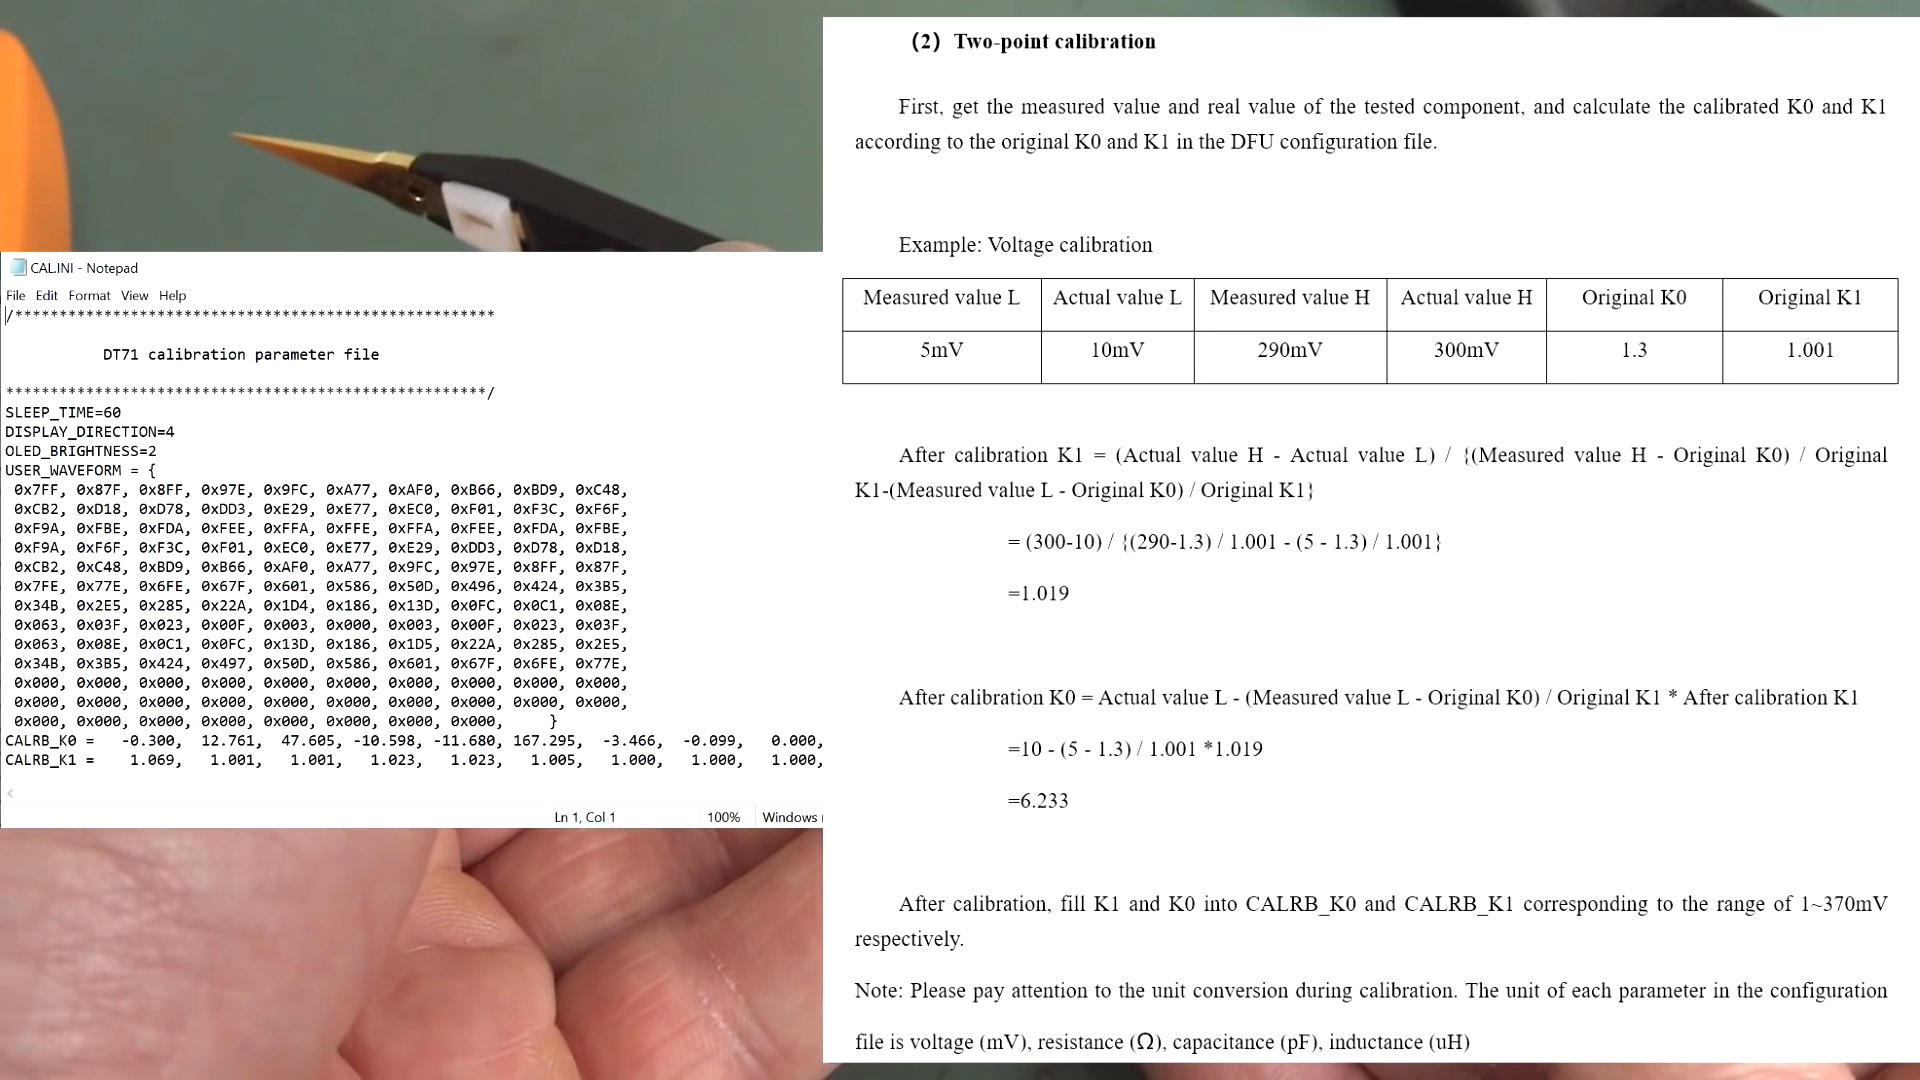 CAL.INI - Notepad
File Edit Format View Help
/******************************************************
DT71 calibration parameter file
******************************************************/
SLEEP_TIME=60
DISPLAY_DIRECTION=4
OLED_BRIGHTNESS=2
USER_WAVEFORM = {
0x7FF, 0x87F, 0x8FF, 0x97E, 0x9FC, 0xA77, 0xAF0, 0xB66, 0xBD9, 0xC48,
0xCB2, 0xD18, 0xD78, 0xDD3, 0xE29, 0xE77, 0xEC0, 0xF01, 0xF3C, 0xF6F,
0xF9A, 0xFBE, 0xFDA, 0xFEE, 0xFFA, 0xFFE, 0xFFA, 0xFEE, 0xFDA, 0xFBE,
0xF9A, 0xF6F, 0xF3C, 0xF01, 0xEC0, 0xE77, 0xE29, 0xDD3, 0xD78, 0xD18,
0xCB2, 0xC48, 0xBD9, 0xB66, 0xAF0, 0xA77, 0x9FC, 0x97E, 0x8FF, 0x87F,
0x7FE, 0x77E, 0x6FE, 0x67F, 0x601, 0x586, 0x50D, 0x496, 0x424, 0x3B5,
0x34B, 0x2E5, 0x285, 0x22A, 0x1D4, 0x186, 0x13D, 0x0FC, 0x0C1, 0x08E,
0x063, 0x03F, 0x023, 0x00F, 0x003, 0x000, 0x003, 0x00F, 0x023, 0x03F,
0x063, 0x08E, 0x0C1, 0x0FC, 0x13D, 0x186, 0x1D5, 0x22A, 0x285, 0x2E5,
0x34B, 0x3B5, 0x424, 0x497, 0x50D, 0x586, 0x601, 0x67F, 0x6FE, 0x77E,
0x000, 0x000, 0x000, 0x000, 0x000, 0x000, 0x000, 0x000, 0x000, 0x000,
0x000, 0x000, 0x000, 0x000, 0x000, 0x000, 0x000, 0x000, 0x000, 0x000,
0x000, 0x000, 0x000, 0x000, 0x000, 0x000, 0x000, 0x000, }
CALRB_K0 = -0.300, 12.761, 47.605, -10.598, -11.680, 167.295, -3.466, -0.099, 0.000,
CALRB_K1 = 1.069, 1.001, 1.001, 1.023, 1.023, 1.005, 1.000, 1.000, 1.000,
Ln 1, Col 1 100% Windows (
(2) Two-point calibration
First, get the measured value and real value of the tested component, and calculate the calibrated K0 and K1
according to the original K0 and K1 in the DFU configuration file.
Example: Voltage calibration
Measured value L Actual value L Measured value H Actual value H Original K0 Original K1
5mV 10mV 290mV 300mV 1.3 1.001
After calibration K1 = (Actual value H - Actual value L) / {(Measured value H - Original K0) / Original
K1-(Measured value L - Original K0) / Original K1}
= (300-10) / {(290-1.3) / 1.001 - (5 - 1.3) / 1.001}
=1.019
After calibration K0 = Actual value L - (Measured value L - Original K0) / Original K1 * After calibration K1
=10 - (5 - 1.3) / 1.001 *1.019
=6.233
After calibration, fill K1 and K0 into CALRB_K0 and CALRB_K1 corresponding to the range of 1~370mV
respectively.
Note: Please pay attention to the unit conversion during calibration. The unit of each parameter in the configuration
file is voltage (mV), resistance (Ω), capacitance (pF), inductance (uH)